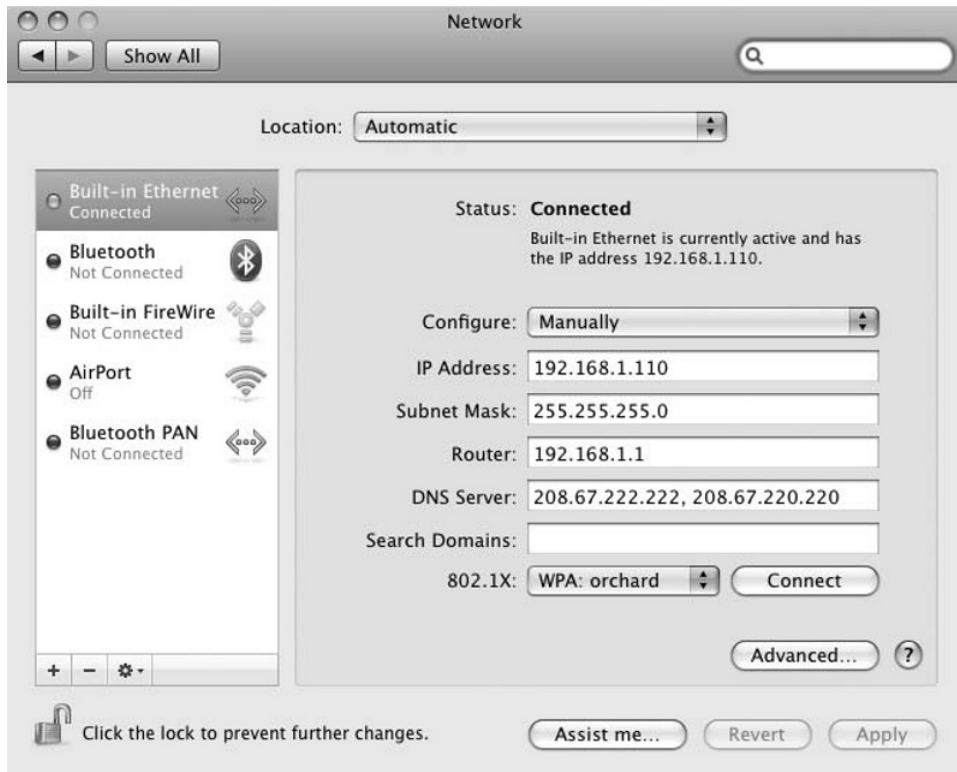 Network
Show All
Location: Automatic
Built-in Ethernet
Connected
Bluetooth
Not Connected
Built-in FireWire
Not Connected
AirPort
Off
Bluetooth PAN
Not Connected
Status: Connected
Built-in Ethernet is currently active and has
the IP address 192.168.1.110.
Configure: Manually
IP Address: 192.168.1.110
Subnet Mask: 255.255.255.0
Router: 192.168.1.1
DNS Server: 208.67.222.222, 208.67.220.220
Search Domains:
802.1X: WPA: orchard Connect
Advanced... ?
+ -
Click the lock to prevent further changes.
Assist me... Revert Apply